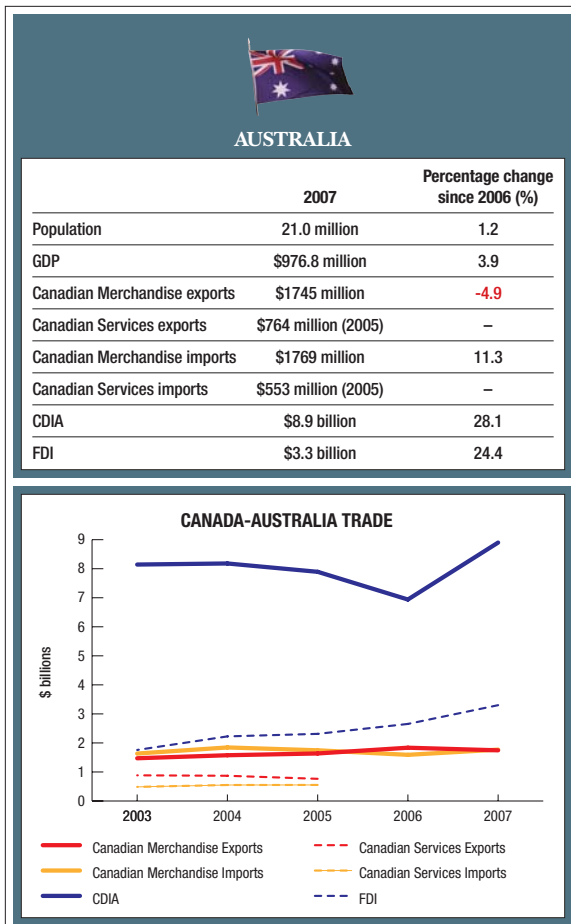 AUSTRALIA
2007 Percentage change since 2006 (%)
Population 21.0 million 1.2
GDP $976.8 million 3.9
Canadian Merchandise exports $1745 million -4.9
Canadian Services exports $764 million (2005) –
Canadian Merchandise imports $1769 million 11.3
Canadian Services imports $553 million (2005) –
CDIA $8.9 billion 28.1
FDI $3.3 billion 24.4
CANADA-AUSTRALIA TRADE
$ billions
9
8
7
6
5
4
3
2
1
0
2003 2004 2005 2006 2007
Canadian Merchandise Exports Canadian Services Exports
Canadian Merchandise Imports Canadian Services Imports
CDIA FDI